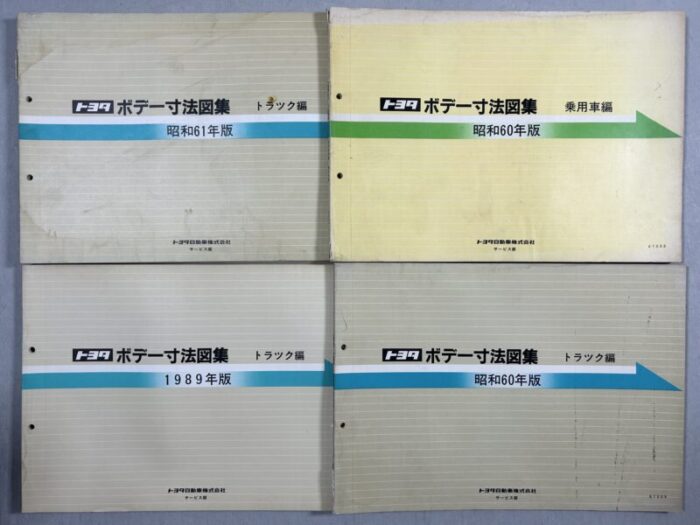 トヨタ ボデー寸法図集 トラック編
昭和61年版
トヨタ自動車株式会社
サービス部
トヨタ ボデー寸法図集 乗用車編
昭和60年版
トヨタ自動車株式会社
サービス部
トヨタ ボデー寸法図集 トラック編
1989年版
トヨタ自動車株式会社
サービス部
トヨタ ボデー寸法図集 トラック編
昭和60年版
トヨタ自動車株式会社
サービス部